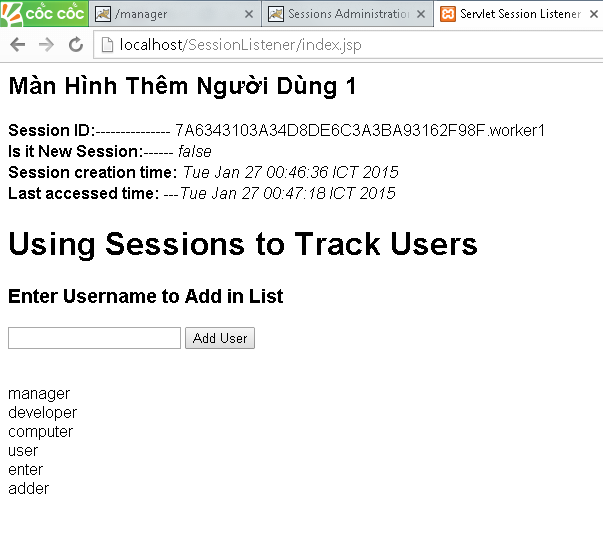 cốc cốc
/manager
Sessions Administration
Servlet Session Listener
localhost/SessionListener/index.jsp
Màn Hình Thêm Người Dùng 1
Session ID:--------------- 7A6343103A34D8DE6C3A3BA93162F98F.worker1
Is it New Session:------ false
Session creation time: Tue Jan 27 00:46:36 ICT 2015
Last accessed time: ---Tue Jan 27 00:47:18 ICT 2015
Using Sessions to Track Users
Enter Username to Add in List
Add User
manager
developer
computer
user
enter
adder